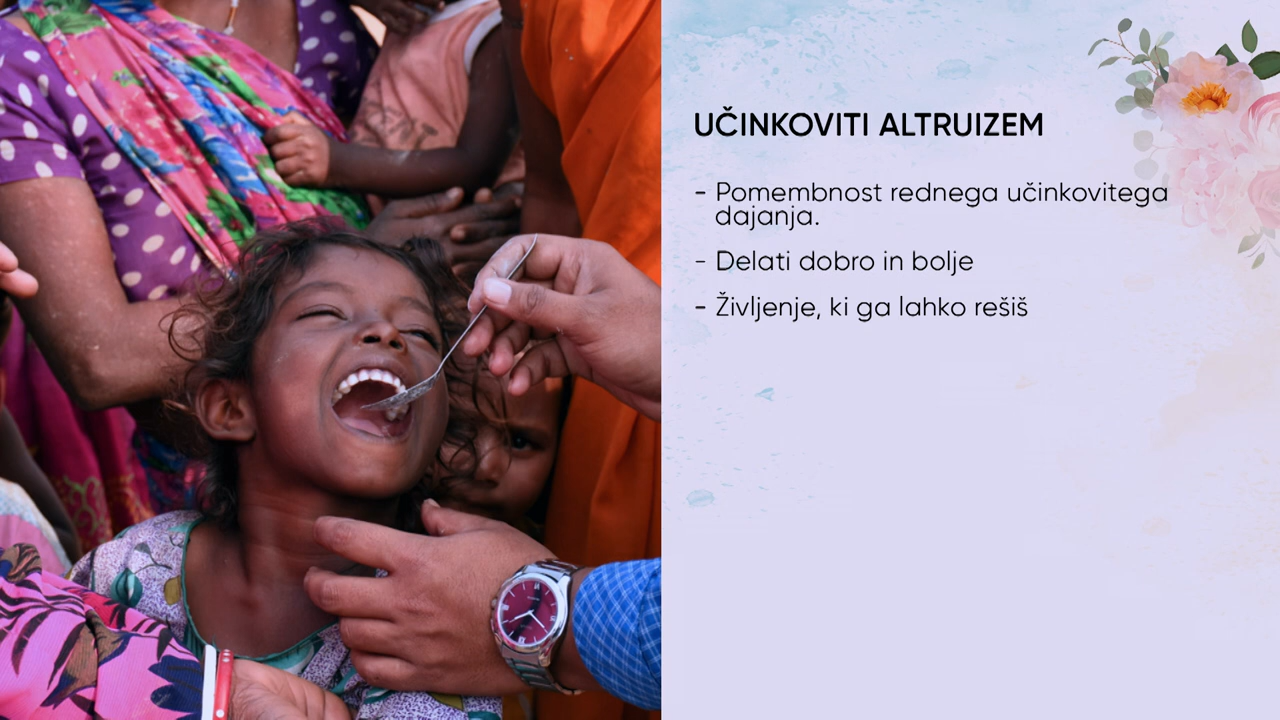 UČINKOVITI ALTRUIZEM
- Pomembnost rednega učinkovitega
dajanja.
- Delati dobro in bolje
- Življenje, ki ga lahko rešiš